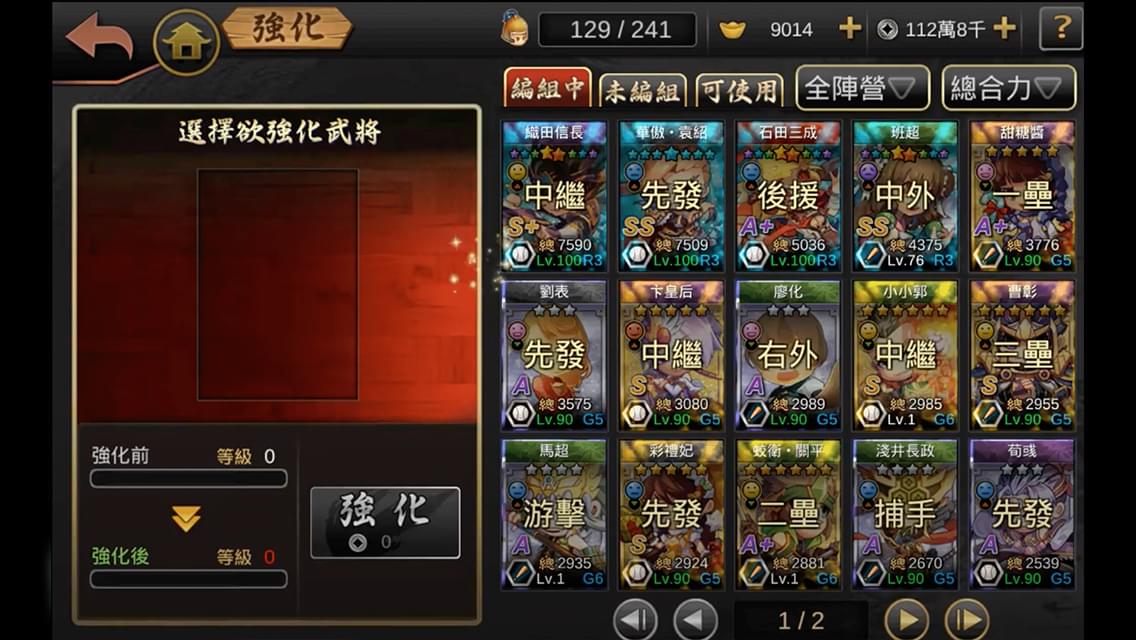 強化
129 / 241
9014
112萬8千
?
編組中
未編組
可使用
全陣營
總合力
選擇欲強化武將
織田信長
中繼
S+
總 7590
Lv.100 R3
華傲・袁紹
先發
SS
總 7509
Lv.100 R3
石田三成
後援
A+
總 5036
Lv.100 R3
班超
中外
SS
總 4375
Lv.76 R3
甜糖醬
一壘
A+
總 3776
Lv.90 G5
劉表
先發
A
總 3575
Lv.90 G5
卞皇后
中繼
S
總 3080
Lv.90 G5
廖化
右外
A
總 2989
Lv.90 G5
小小郭
中繼
S
總 2985
Lv.1 G6
曹彰
三壘
S
總 2955
Lv.90 G5
馬超
游擊
A
總 2935
Lv.1 G6
彩禮妃
先發
S
總 2924
Lv.90 G5
蛟衛・關平
二壘
A+
總 2881
Lv.1 G6
淺井長政
捕手
A
總 2670
Lv.90 G5
荀彧
先發
A
總 2539
Lv.90 G5
強化前 等級 0
強化後 等級 0
強化
0
1 / 2